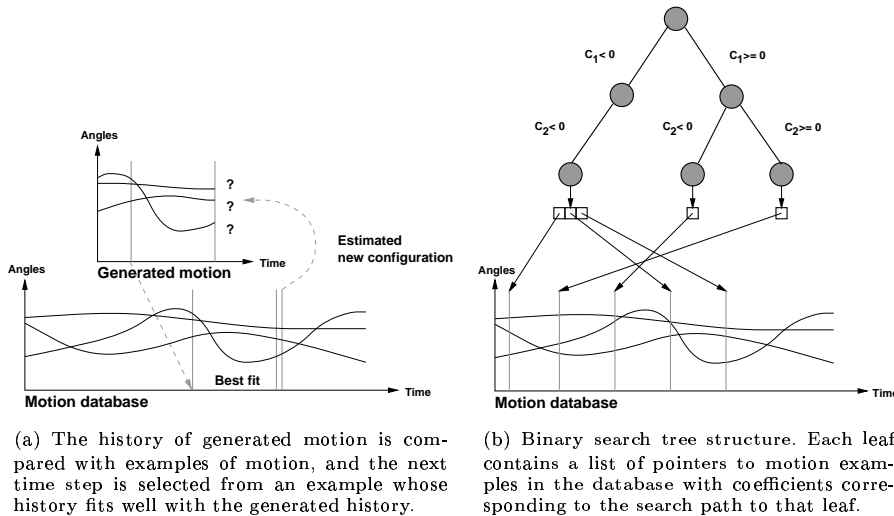 Angles
?
?
?
Time
Generated motion
Estimated
new configuration
Angles
Best fit
Time
Motion database
(a) The history of generated motion is com-
pared with examples of motion, and the next
time step is selected from an example whose
history fits well with the generated history.
C1< 0
C1>= 0
C2< 0
C2< 0
C2>= 0
Angles
Time
Motion database
(b) Binary search tree structure. Each leaf
contains a list of pointers to motion exam-
ples in the database with coefficients corre-
sponding to the search path to that leaf.